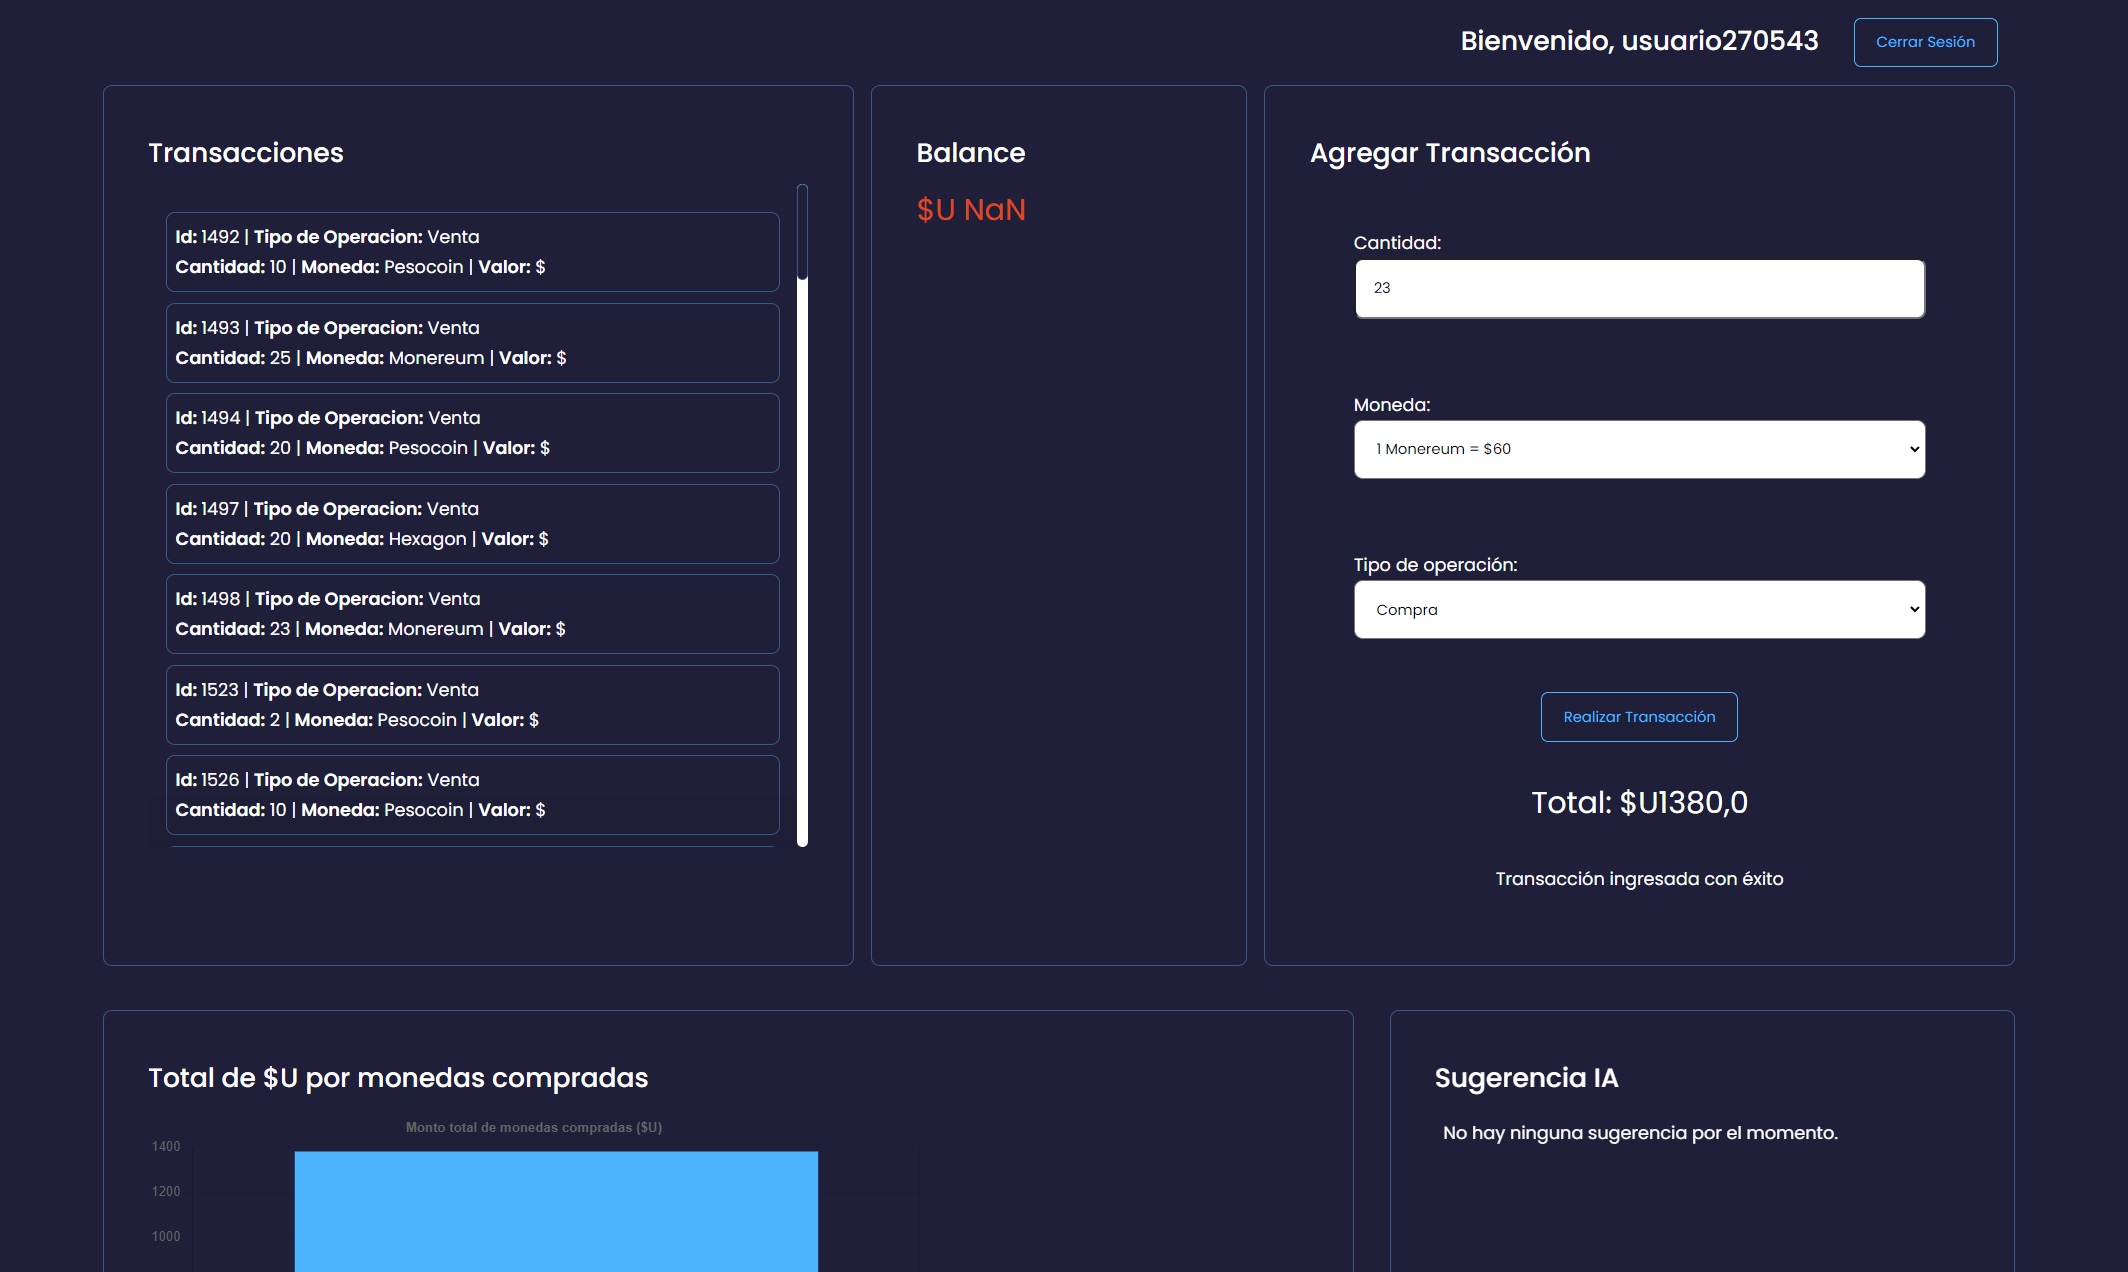 Bienvenido, usuario270543
Cerrar Sesión
Transacciones
Id: 1492 | Tipo de Operacion: Venta
Cantidad: 10 | Moneda: Pesocoin | Valor: $
Id: 1493 | Tipo de Operacion: Venta
Cantidad: 25 | Moneda: Monereum | Valor: $
Id: 1494 | Tipo de Operacion: Venta
Cantidad: 20 | Moneda: Pesocoin | Valor: $
Id: 1497 | Tipo de Operacion: Venta
Cantidad: 20 | Moneda: Hexagon | Valor: $
Id: 1498 | Tipo de Operacion: Venta
Cantidad: 23 | Moneda: Monereum | Valor: $
Id: 1523 | Tipo de Operacion: Venta
Cantidad: 2 | Moneda: Pesocoin | Valor: $
Id: 1526 | Tipo de Operacion: Venta
Cantidad: 10 | Moneda: Pesocoin | Valor: $
Balance
$U NaN
Agregar Transacción
Cantidad:
23
Moneda:
1 Monereum = $60
Tipo de operación:
Compra
Realizar Transacción
Total: $U1380,0
Transacción ingresada con éxito
Total de $U por monedas compradas
Monto total de monedas compradas ($U)
1400
1200
1000
Sugerencia IA
No hay ninguna sugerencia por el momento.